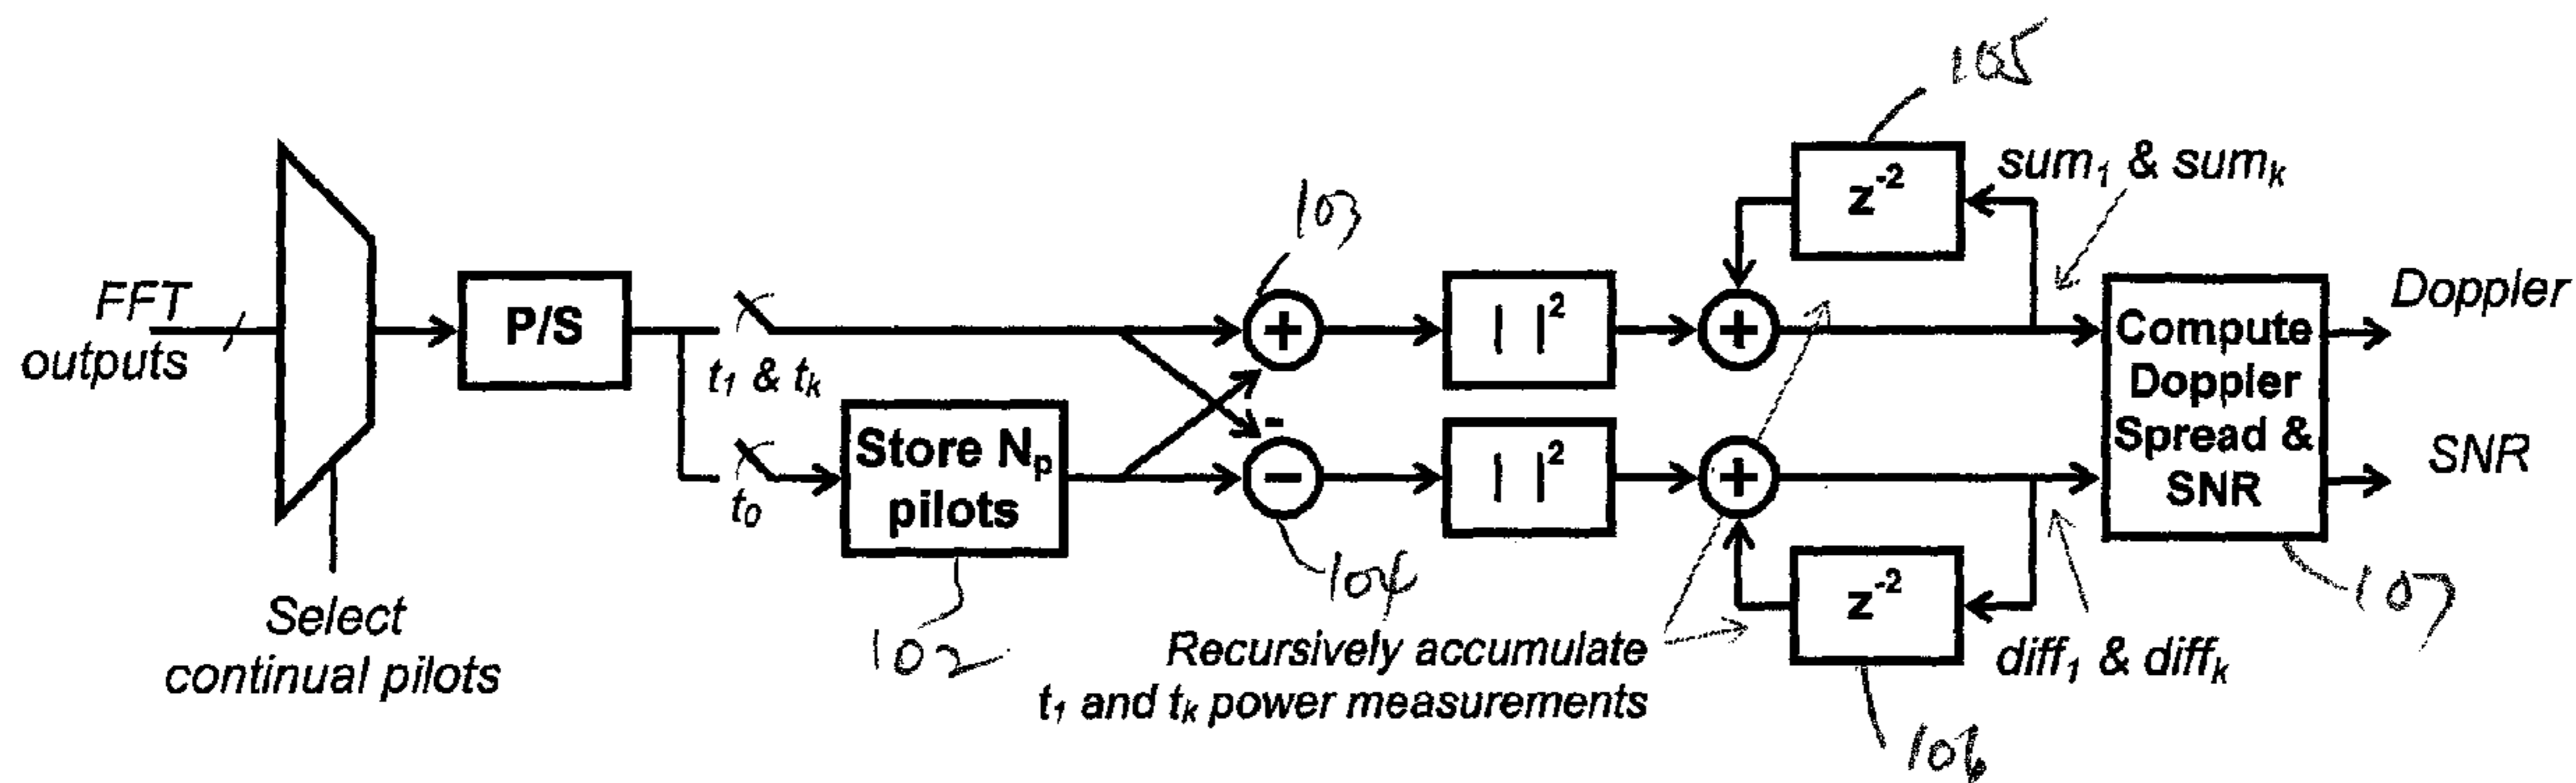 105
sum₁ & sumₖ
z⁻²
103
FFT
outputs
P/S
t₁ & tₖ
+
| |²
+
Compute
Doppler
Spread &
SNR
Doppler
SNR
t₀
Store Nₚ
pilots
-
−
| |²
+
104
102
z⁻²
107
Select
continual pilots
Recursively accumulate
t₁ and tₖ power measurements
diff₁ & diffₖ
106